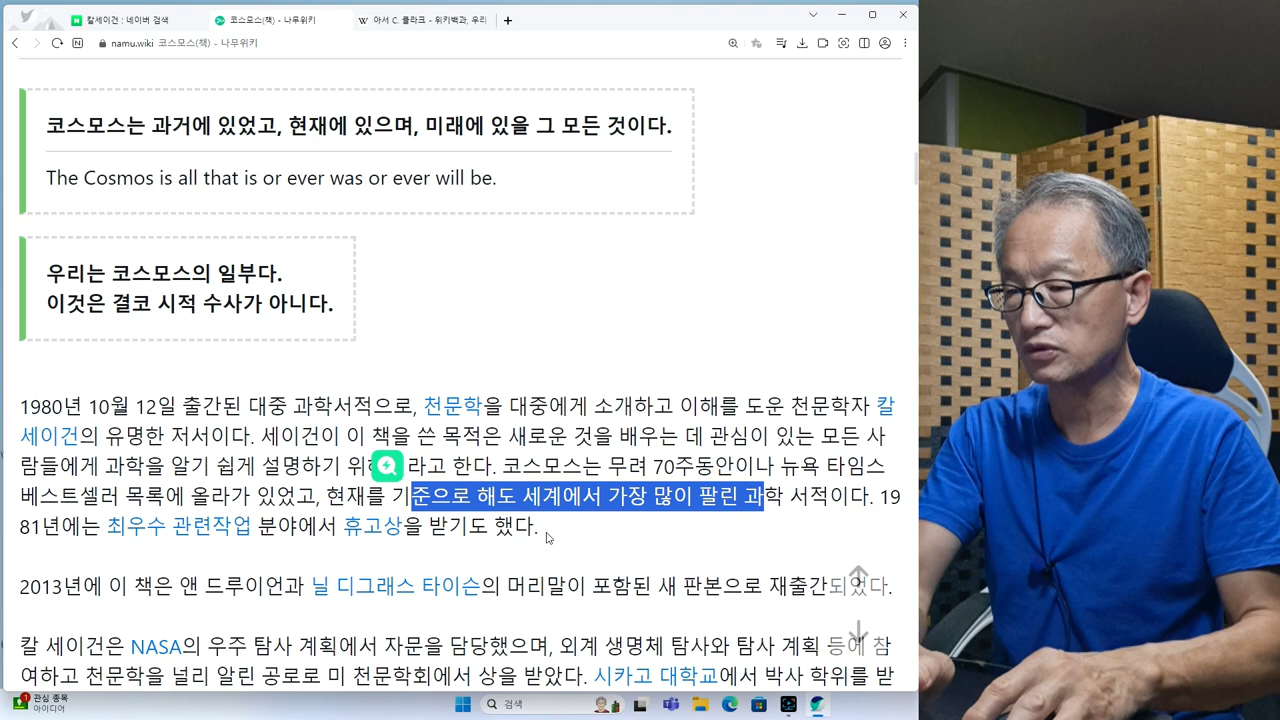 칼세이건 : 네이버 검색
코스모스(책) - 나무위키
W 아서 C. 클라크 - 위키백과, 우리
namu.wiki 코스모스(책) - 나무위키
코스모스는 과거에 있었고, 현재에 있으며, 미래에 있을 그 모든 것이다.
The Cosmos is all that is or ever was or ever will be.
우리는 코스모스의 일부다.
이것은 결코 시적 수사가 아니다.
1980년 10월 12일 출간된 대중 과학서적으로, 천문학을 대중에게 소개하고 이해를 도운 천문학자 칼
세이건의 유명한 저서이다. 세이건이 이 책을 쓴 목적은 새로운 것을 배우는 데 관심이 있는 모든 사
람들에게 과학을 알기 쉽게 설명하기 위 라고 한다. 코스모스는 무려 70주동안이나 뉴욕 타임스
베스트셀러 목록에 올라가 있었고, 현재를 기준으로 해도 세계에서 가장 많이 팔린 과학 서적이다. 19
81년에는 최우수 관련작업 분야에서 휴고상을 받기도 했다.
2013년에 이 책은 앤 드루이언과 닐 디그래스 타이슨의 머리말이 포함된 새 판본으로 재출간되었다.
칼 세이건은 NASA의 우주 탐사 계획에서 자문을 담당했으며, 외계 생명체 탐사와 탐사 계획 등에 참
여하고 천문학을 널리 알린 공로로 미 천문학회에서 상을 받았다. 시카고 대학교에서 박사 학위를 받
관심 종목
아이디어
검색